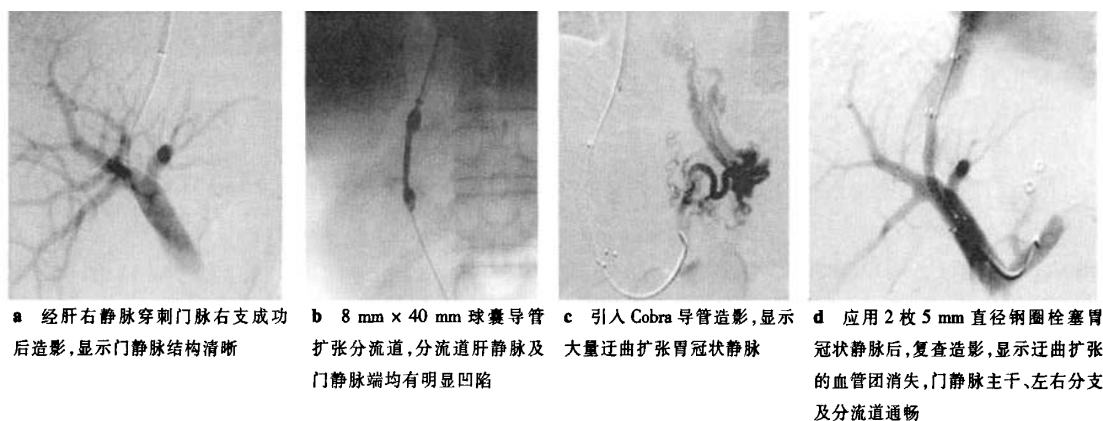 a 经肝右静脉穿刺门脉右支成功
后造影,显示门静脉结构清晰
b 8 mm × 40 mm 球囊导管
扩张分流道,分流道肝静脉及
门静脉端均有明显凹陷
c 引入 Cobra 导管造影,显示
大量迂曲扩张胃冠状静脉
d 应用 2 枚 5 mm 直径钢圈栓塞胃
冠状静脉后,复查造影,显示迂曲扩张
的血管团消失,门静脉主干、左右分支
及分流道通畅